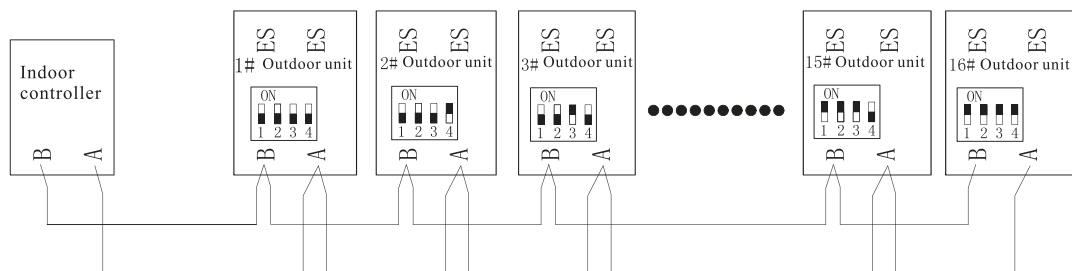 Indoor
controller
B A
ES ES
1# Outdoor unit
ON
1 2 3 4
B A
ES ES
2# Outdoor unit
ON
1 2 3 4
B A
ES ES
3# Outdoor unit
ON
1 2 3 4
B A
ES ES
15# Outdoor unit
ON
1 2 3 4
B A
ES ES
16# Outdoor unit
ON
1 2 3 4
B A